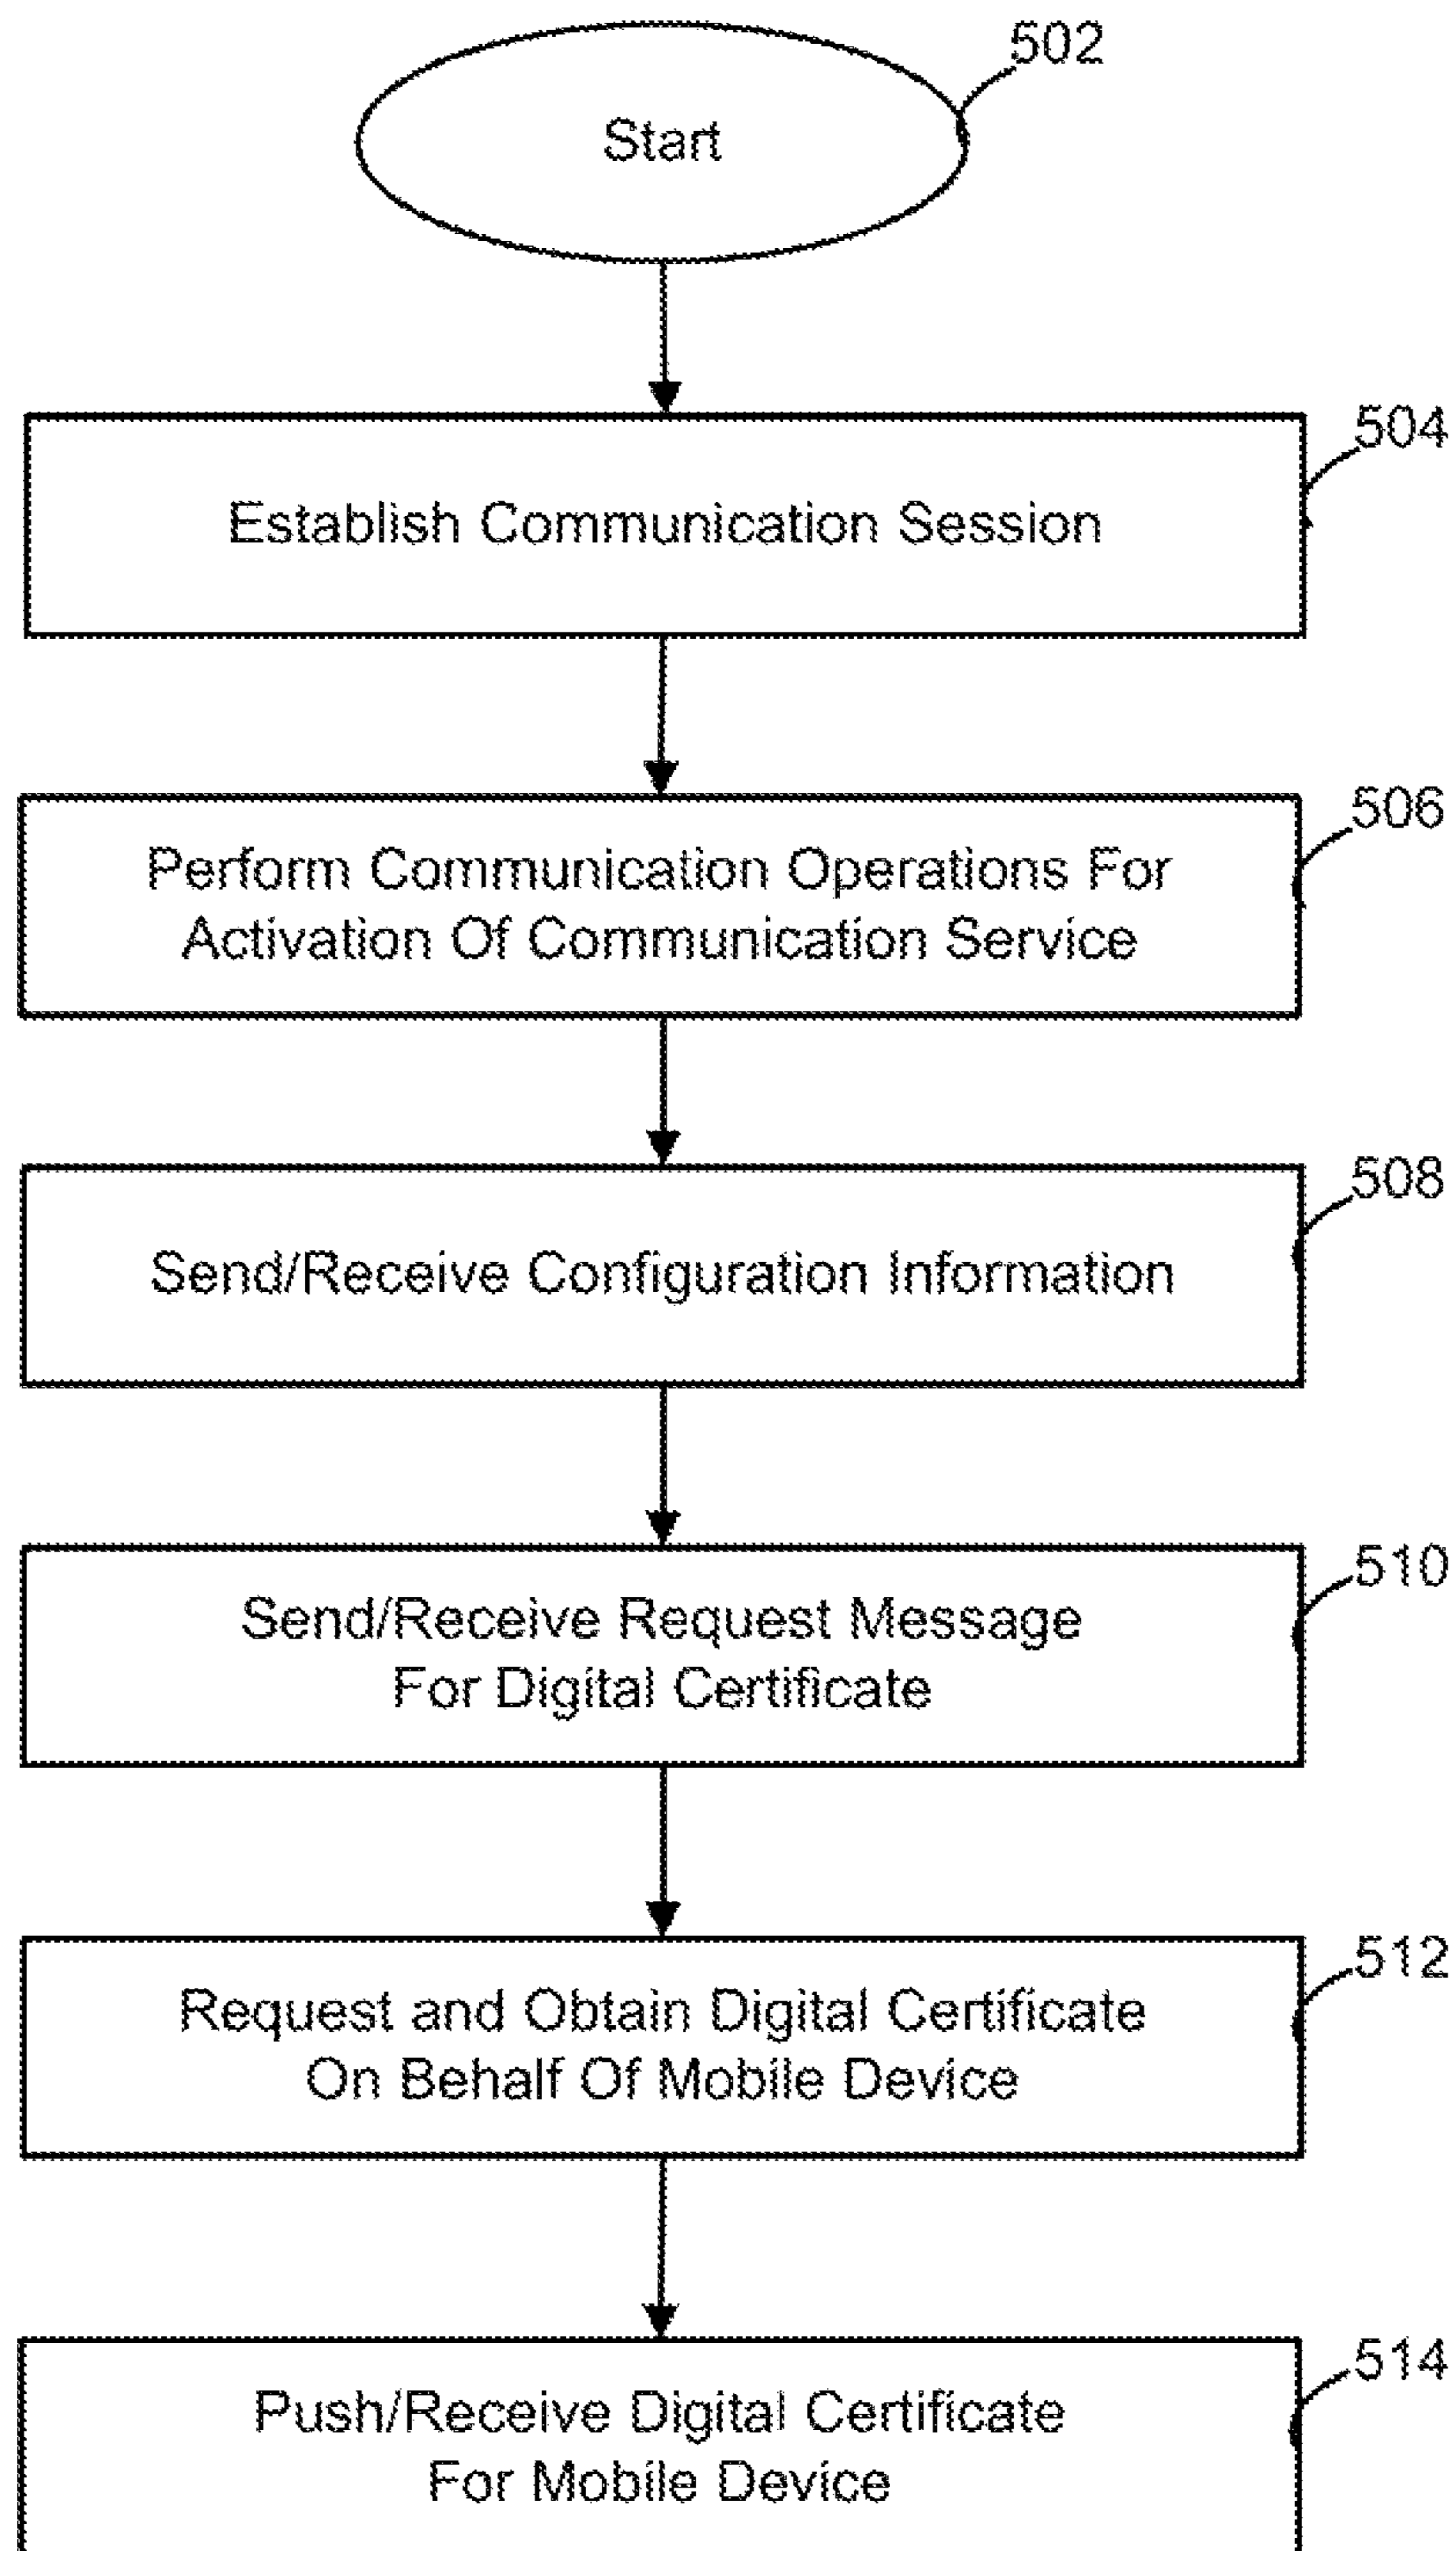 502
Start
504
Establish Communication Session
506
Perform Communication Operations For
Activation Of Communication Service
508
Send/Receive Configuration Information
510
Send/Receive Request Message
For Digital Certificate
512
Request and Obtain Digital Certificate
On Behalf Of Mobile Device
514
Push/Receive Digital Certificate
For Mobile Device